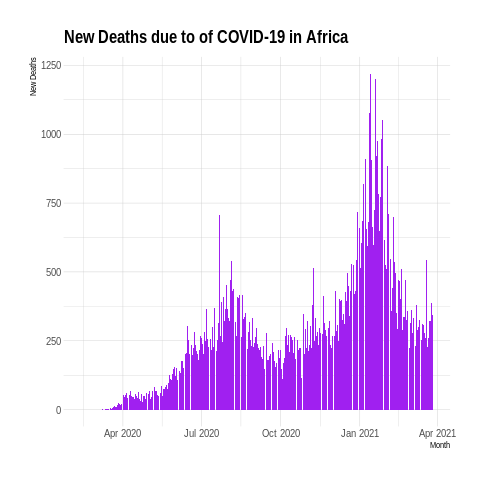 New Deaths due to of COVID-19 in Africa
New Deaths
1250
1000
750
500
250
0
Apr 2020 Jul 2020 Oct 2020 Jan 2021 Apr 2021
Month